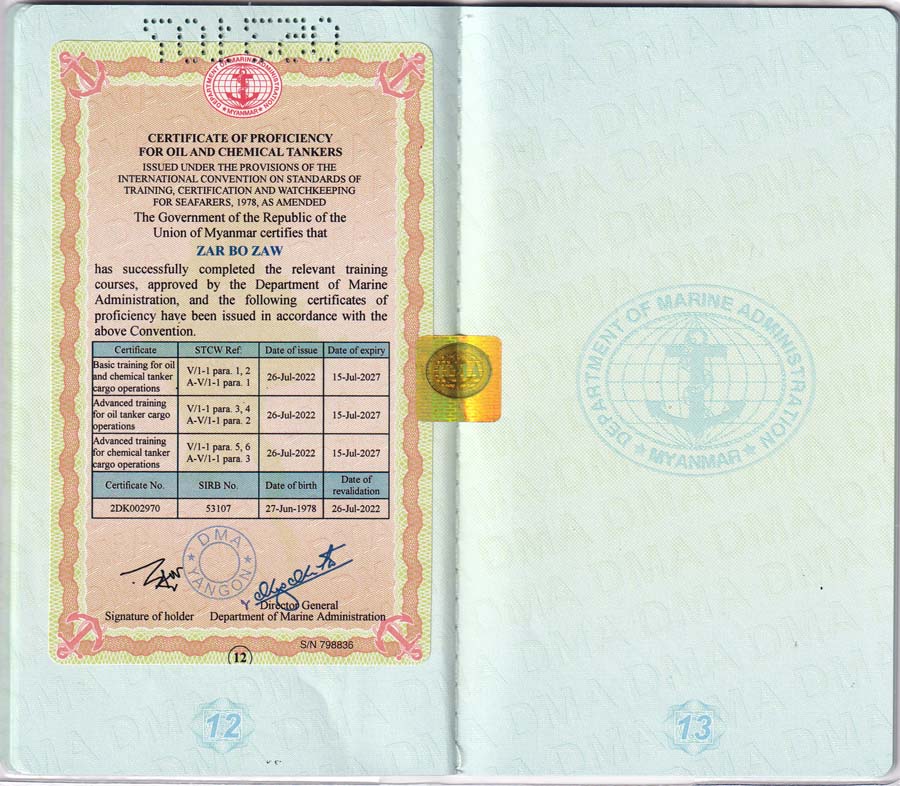 DEPARTMENT OF MARINE ADMINISTRATION
MYANMAR
CERTIFICATE OF PROFICIENCY
FOR OIL AND CHEMICAL TANKERS
ISSUED UNDER THE PROVISIONS OF THE
INTERNATIONAL CONVENTION ON STANDARDS OF
TRAINING, CERTIFICATION AND WATCHKEEPING
FOR SEAFARERS, 1978, AS AMENDED
The Government of the Republic of the
Union of Myanmar certifies that
ZAR BO ZAW
has successfully completed the relevant training
courses, approved by the Department of Marine
Administration, and the following certificates of
proficiency have been issued in accordance with the
above Convention.
Certificate STCW Ref: Date of issue Date of expiry
Basic training for oil
and chemical tanker
cargo operations
V/1-1 para. 1, 2
A-V/1-1 para. 1
26-Jul-2022 15-Jul-2027
Advanced training
for oil tanker cargo
operations
V/1-1 para. 3, 4
A-V/1-1 para. 2
26-Jul-2022 15-Jul-2027
Advanced training
for chemical tanker
cargo operations
V/1-1 para. 5, 6
A-V/1-1 para. 3
26-Jul-2022 15-Jul-2027
Certificate No. SIRB No. Date of birth Date of
revalidation
2DK002970 53107 27-Jun-1978 26-Jul-2022
DMA
YANGON
Director General
Signature of holder Department of Marine Administration
S/N 798836
12
12
DMA
DEPARTMENT OF MARINE ADMINISTRATION
MYANMAR
13